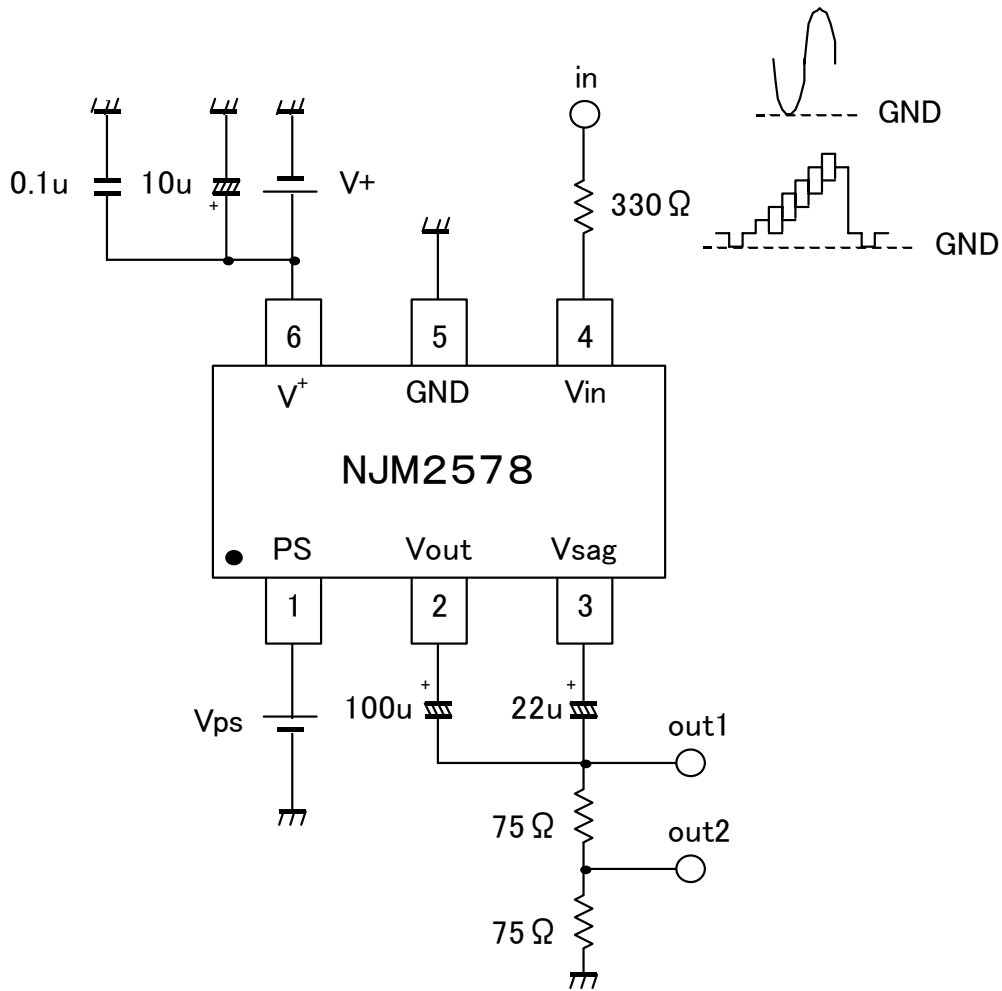 in
GND
0.1u
10u
+
V+
330Ω
GND
6
5
4
V+
GND
Vin
NJM2578
PS
Vout
Vsag
1
2
3
Vps
100u
+
22u
+
out1
75Ω
out2
75Ω